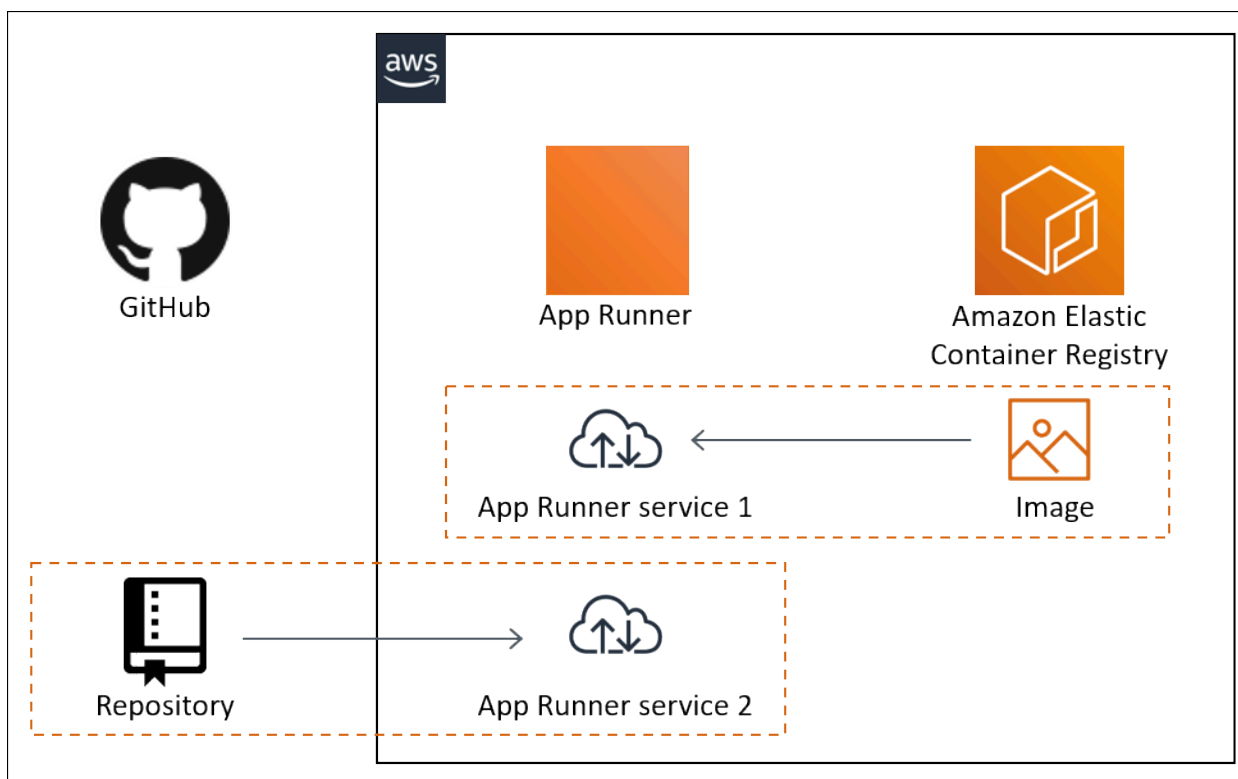 aws
GitHub
App Runner
Amazon Elastic
Container Registry
App Runner service 1
Image
Repository
App Runner service 2